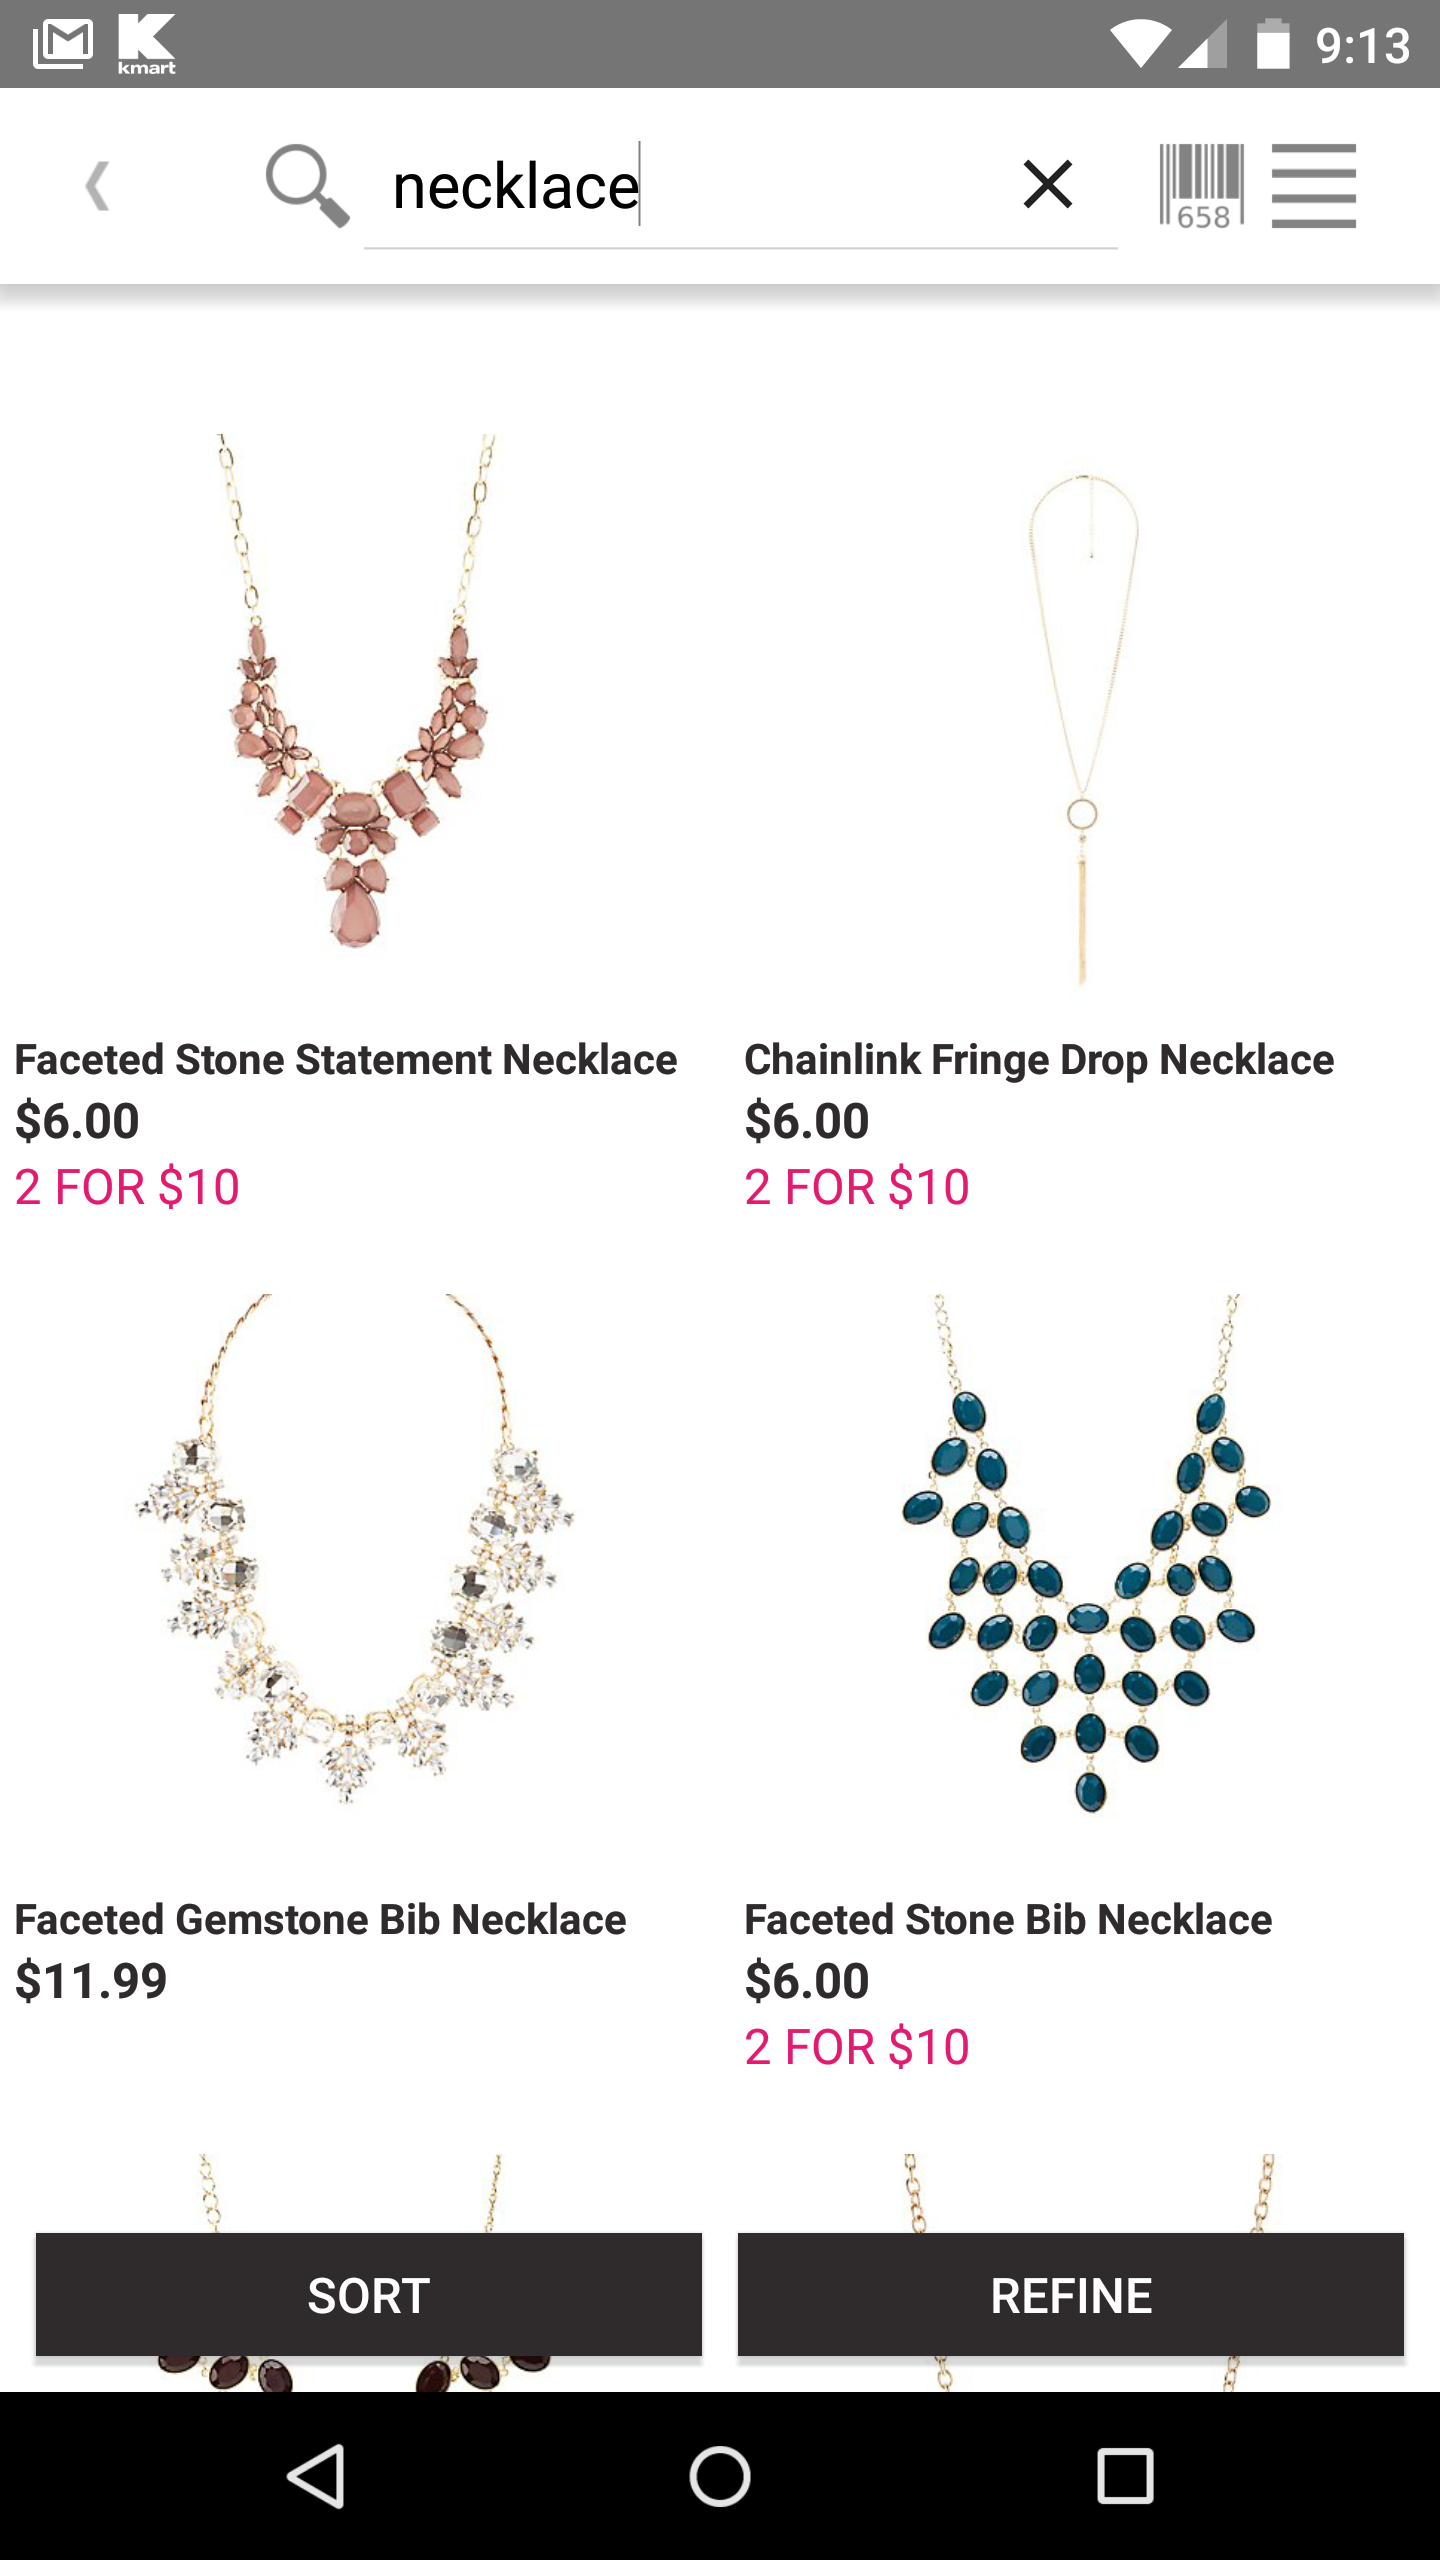 kmart
9:13
necklace
658
Faceted Stone Statement Necklace
$6.00
2 FOR $10
Chainlink Fringe Drop Necklace
$6.00
2 FOR $10
Faceted Gemstone Bib Necklace
$11.99
Faceted Stone Bib Necklace
$6.00
2 FOR $10
SORT
REFINE